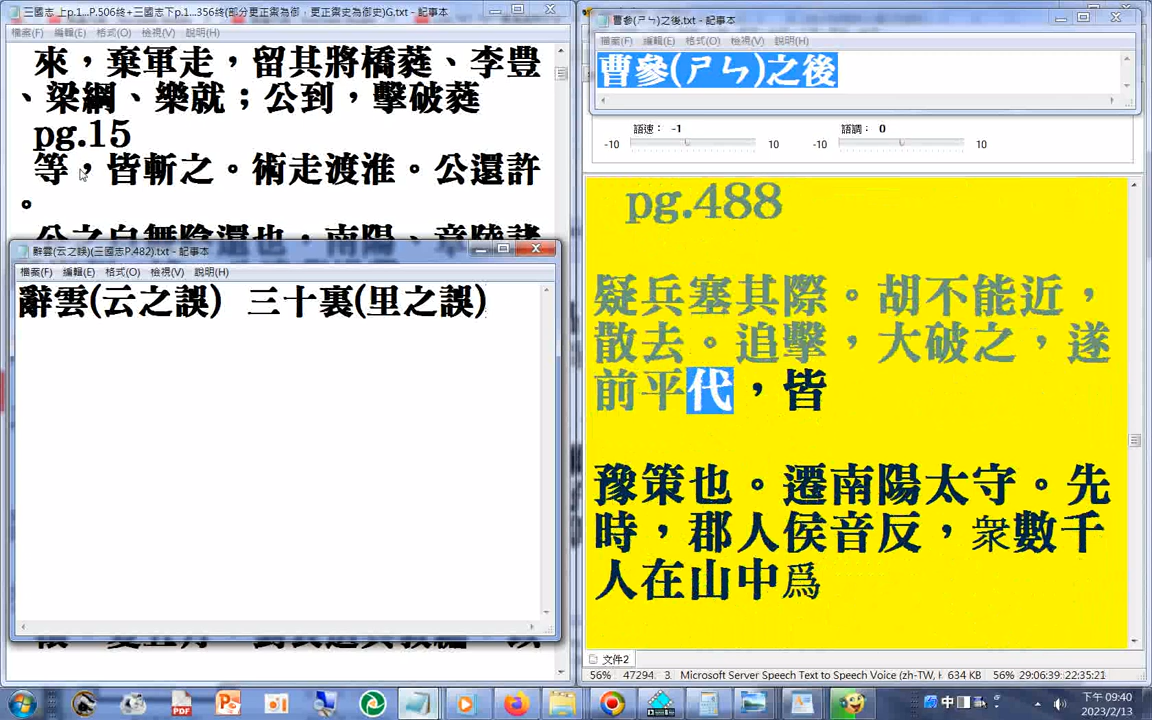 三國志 上p.1...P.506终+三國志下p.1...356终(部分更正禦為御，更正禦史為御史)G.txt - 記事本
檔案(F) 編輯(E) 格式(O) 檢視(V) 說明(H)
來，棄軍走，留其將橋蕤、李豐
、梁綱、樂就；公到，擊破蕤
pg.15
等，皆斬之。術走渡淮。公還許
。
辭雲(云之誤)(三國志P.482).txt - 記事本
檔案(F) 編輯(E) 格式(O) 檢視(V) 說明(H)
辭雲(云之誤) 三十裏(里之誤)
曹參(ㄕㄣ)之後.txt - 記事本
檔案(F) 編輯(E) 格式(O) 檢視(V) 說明(H)
曹參(ㄕㄣ)之後
語速： -1 語調： 0
-10 10 -10 10
pg.488
疑兵塞其際。胡不能近，
散去。追擊，大破之，遂
前平代，皆
豫策也。遷南陽太守。先
時，郡人侯音反，衆數千
人在山中爲
文件2
56% 47294. 3. Microsoft Server Speech Text to Speech Voice (zh-TW, H 634 KB 56% 29:06:39.22:35:21
中
下午 09:40
2023/2/13